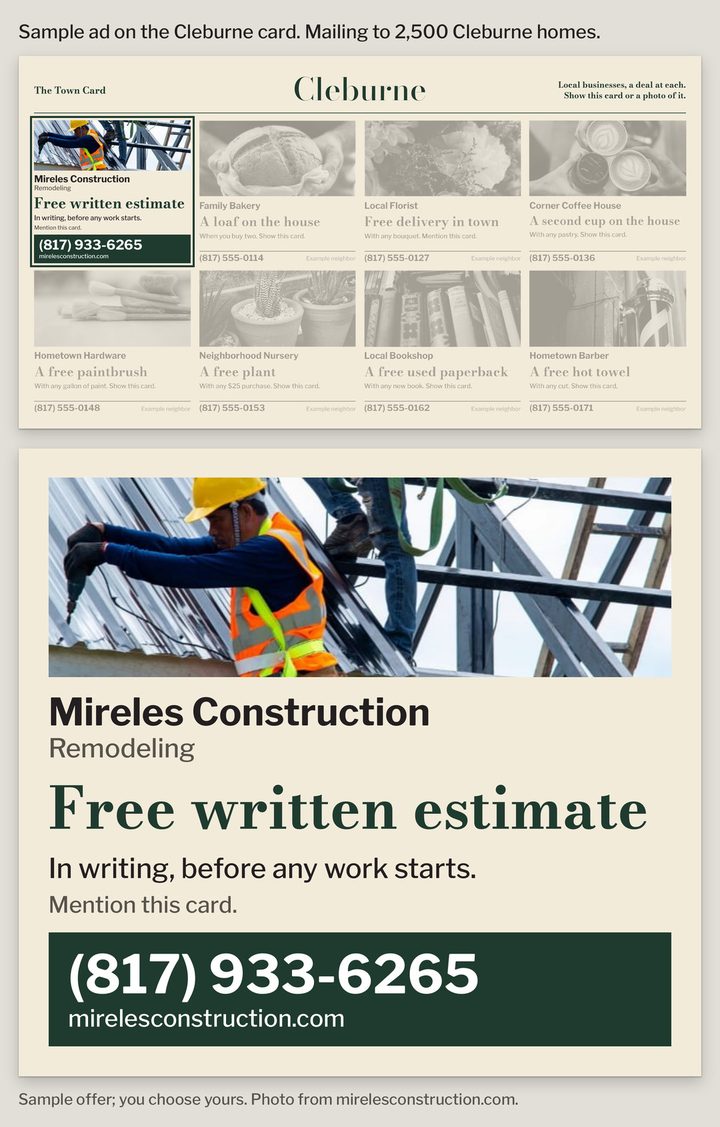 Sample ad on the Cleburne card. Mailing to 2,500 Cleburne homes.
The Town Card
Cleburne
Local businesses, a deal at each.
Show this card or a photo of it.
Mireles Construction
Remodeling
Free written estimate
In writing, before any work starts.
Mention this card.
(817) 933-6265
mirelesconstruction.com
Family Bakery
A loaf on the house
When you buy two. Show this card.
(817) 555-0114
Example neighbor
Local Florist
Free delivery in town
With any bouquet. Mention this card.
(817) 555-0127
Example neighbor
Corner Coffee House
A second cup on the house
With any pastry. Show this card.
(817) 555-0136
Example neighbor
Hometown Hardware
A free paintbrush
With any gallon of paint. Show this card.
(817) 555-0148
Example neighbor
Neighborhood Nursery
A free plant
With any $25 purchase. Show this card.
(817) 555-0153
Example neighbor
Local Bookshop
A free used paperback
With any new book. Show this card.
(817) 555-0162
Example neighbor
Hometown Barber
A free hot towel
With any cut. Show this card.
(817) 555-0171
Example neighbor
Mireles Construction
Remodeling
Free written estimate
In writing, before any work starts.
Mention this card.
(817) 933-6265
mirelesconstruction.com
Sample offer; you choose yours. Photo from mirelesconstruction.com.